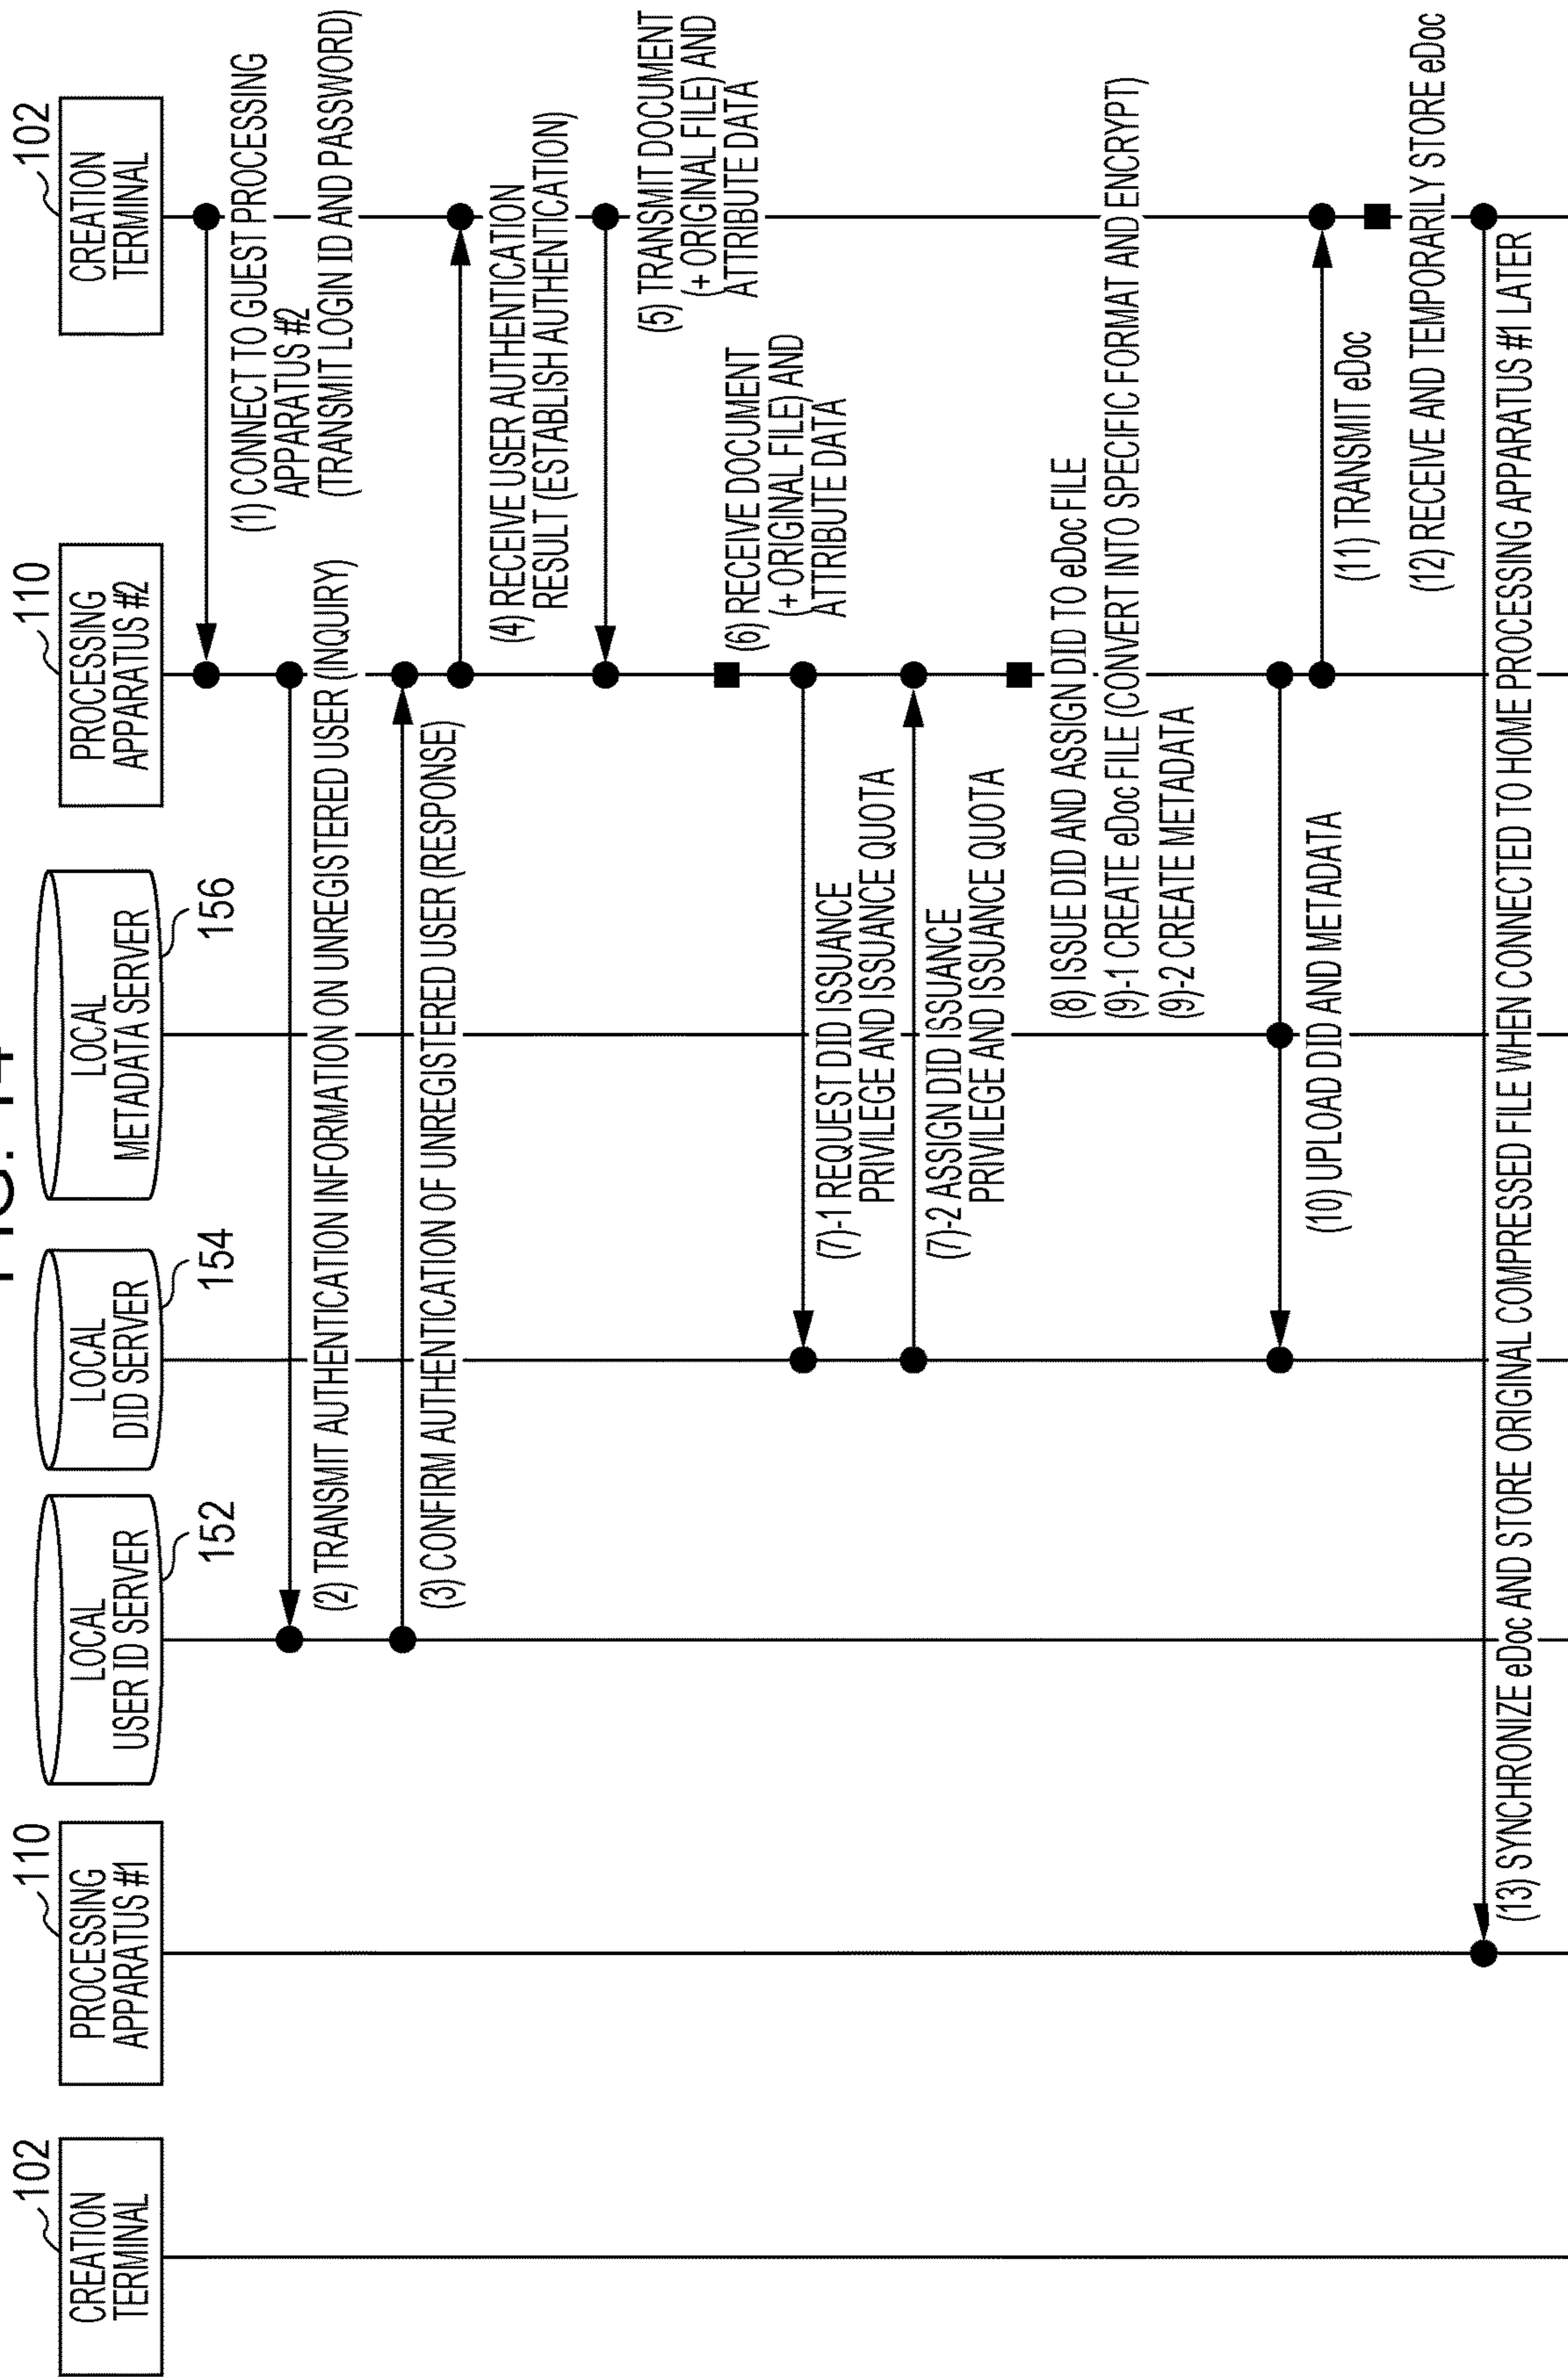 FIG. 14
102
CREATION
TERMINAL
110
PROCESSING
APPARATUS #1
LOCAL
USER ID SERVER
152
LOCAL
DID SERVER
154
LOCAL
METADATA SERVER
156
110
PROCESSING
APPARATUS #2
102
CREATION
TERMINAL
(1) CONNECT TO GUEST PROCESSING
APPARATUS #2
(TRANSMIT LOGIN ID AND PASSWORD)
(2) TRANSMIT AUTHENTICATION INFORMATION ON UNREGISTERED USER (INQUIRY)
(3) CONFIRM AUTHENTICATION OF UNREGISTERED USER (RESPONSE)
(4) RECEIVE USER AUTHENTICATION
RESULT (ESTABLISH AUTHENTICATION)
(5) TRANSMIT DOCUMENT
(+ ORIGINAL FILE) AND
ATTRIBUTE DATA
(6) RECEIVE DOCUMENT
(+ ORIGINAL FILE) AND
ATTRIBUTE DATA
(7)-1 REQUEST DID ISSUANCE
PRIVILEGE AND ISSUANCE QUOTA
(7)-2 ASSIGN DID ISSUANCE
PRIVILEGE AND ISSUANCE QUOTA
(8) ISSUE DID AND ASSIGN DID TO eDoc FILE
(9)-1 CREATE eDoc FILE (CONVERT INTO SPECIFIC FORMAT AND ENCRYPT)
(9)-2 CREATE METADATA
(10) UPLOAD DID AND METADATA
(11) TRANSMIT eDoc
(12) RECEIVE AND TEMPORARILY STORE eDoc
(13) SYNCHRONIZE eDoc AND STORE ORIGINAL COMPRESSED FILE WHEN CONNECTED TO HOME PROCESSING APPARATUS #1 LATER